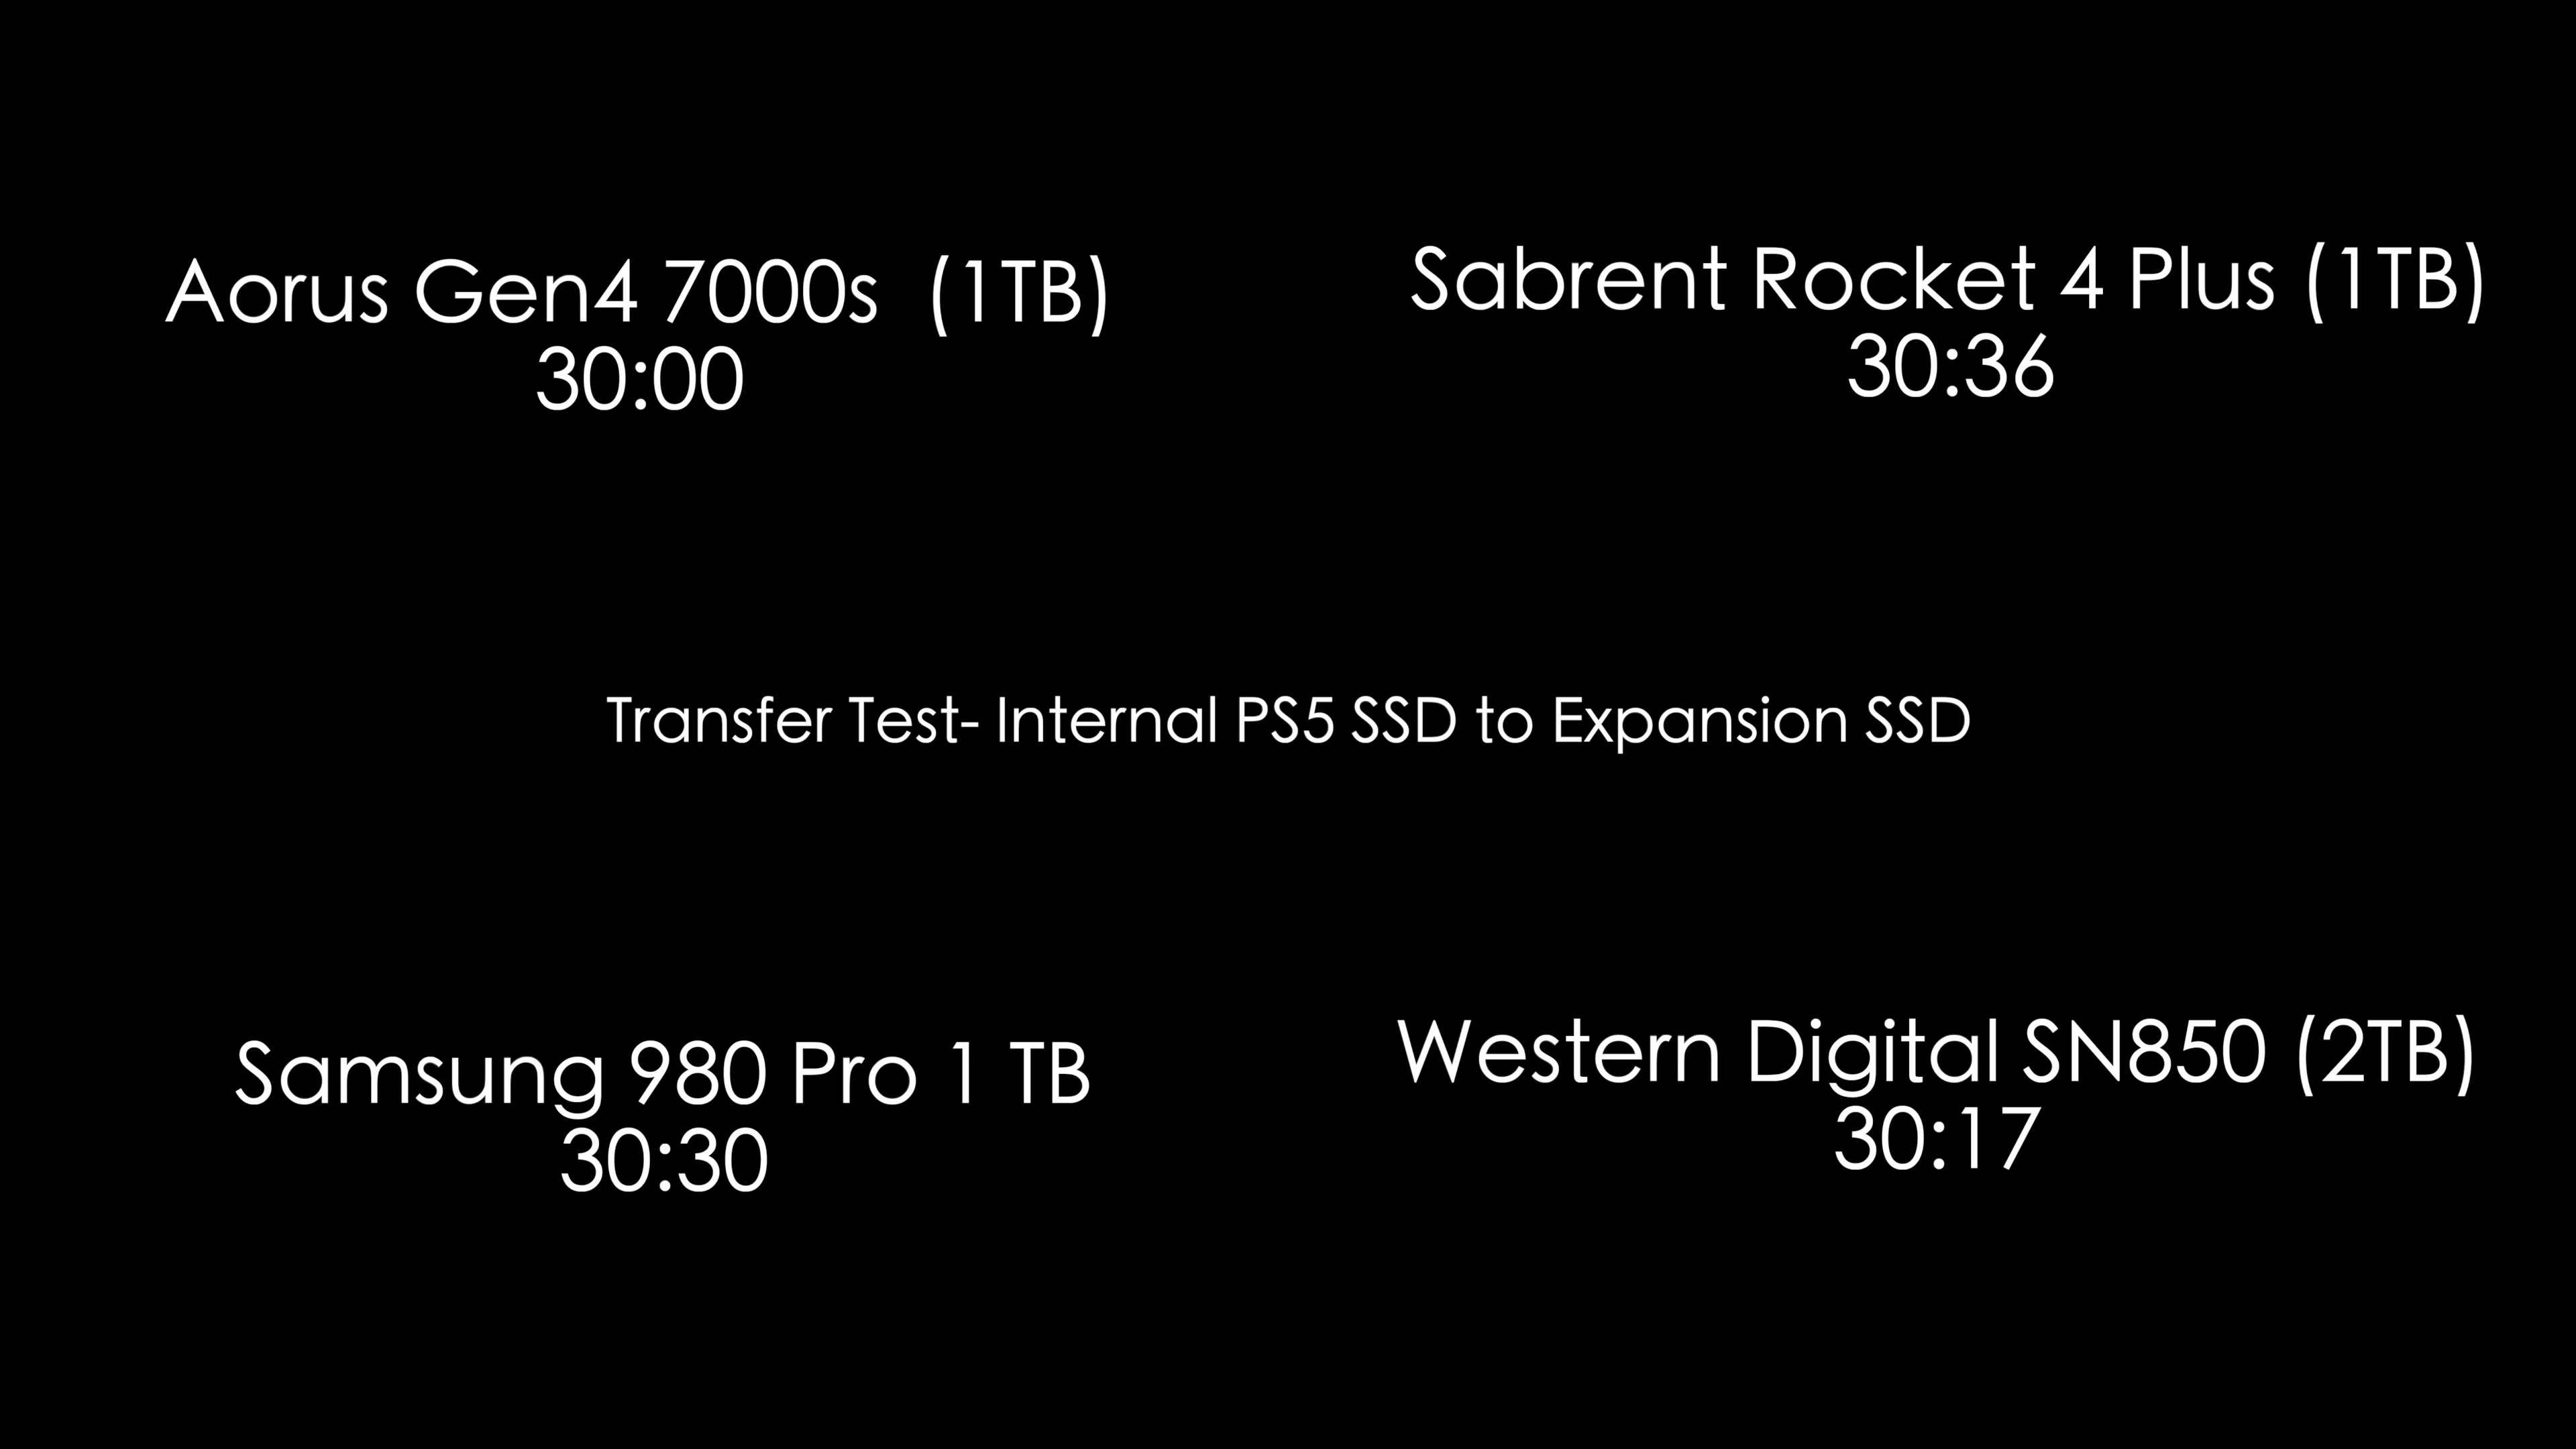 Aorus Gen4 7000s  (1TB)
30:00
Sabrent Rocket 4 Plus (1TB)
30:36
Transfer Test- Internal PS5 SSD to Expansion SSD
Samsung 980 Pro 1 TB
30:30
Western Digital SN850 (2TB)
30:17